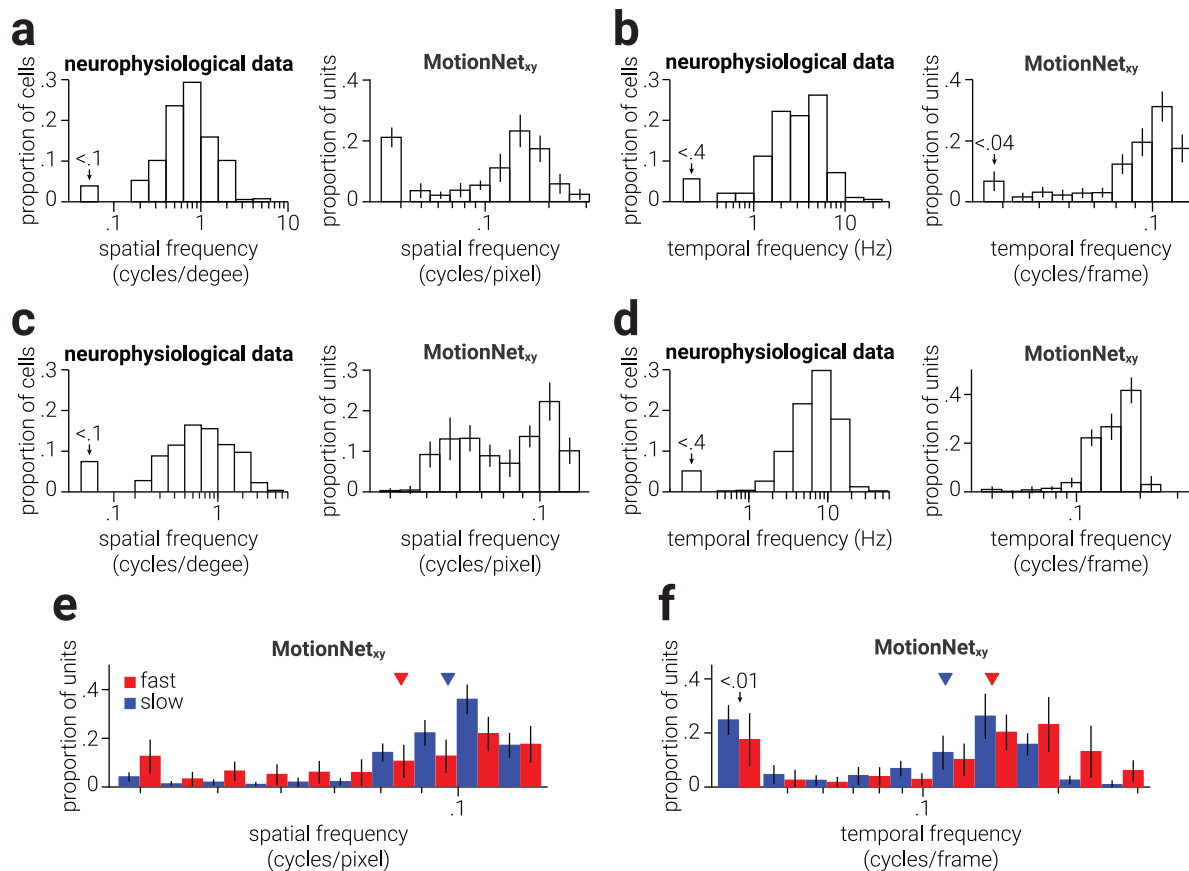 a
neurophysiological data
proportion of cells
.3
.2
.1
0
<.1
.1
1
10
spatial frequency
(cycles/degee)
MotionNetxy
proportion of units
.4
.2
0
.1
spatial frequency
(cycles/pixel)
b
neurophysiological data
proportion of cells
.3
.2
.1
0
<.4
1
10
temporal frequency (Hz)
MotionNetxy
proportion of units
.4
.2
0
<.04
.1
temporal frequency
(cycles/frame)
c
neurophysiological data
proportion of cells
.3
.2
.1
0
<.1
.1
1
spatial frequency
(cycles/degee)
MotionNetxy
proportion of units
.3
.2
.1
0
.1
spatial frequency
(cycles/pixel)
d
neurophysiological data
proportion of cells
.3
.2
.1
0
<.4
1
10
temporal frequency (Hz)
MotionNetxy
proportion of units
.4
.2
0
.1
temporal frequency
(cycles/frame)
e
MotionNetxy
proportion of units
.4
.2
0
fast
slow
.1
spatial frequency
(cycles/pixel)
f
MotionNetxy
proportion of units
.4
.2
0
<.01
.1
temporal frequency
(cycles/frame)